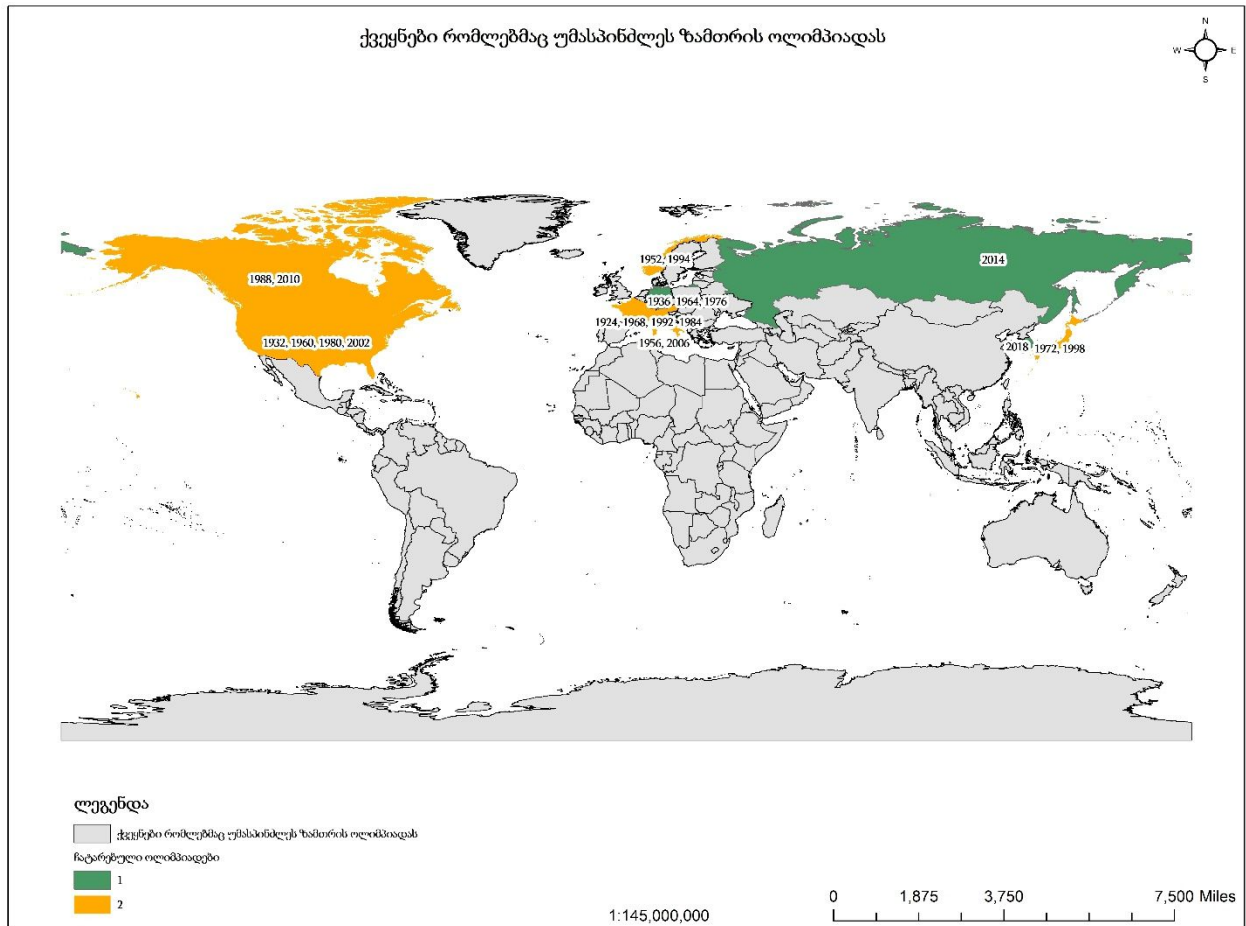 ქვეყნები რომლებმაც უმასპინძლეს ზამთრის ოლიმპიადას
N
W
E
S
1988, 2010
1932, 1960, 1980, 2002
1952, 1994
2014
1936
1964, 1976
1924, 1968, 1992
1984
1956, 2006
2018
1972, 1998
ლეგენდა
ქვეყნები რომლებმაც უმასპინძლეს ზამთრის ოლიმპიადას
ჩატარებული ოლიმპიადები
1
2
1:145,000,000
0 1,875 3,750 7,500 Miles